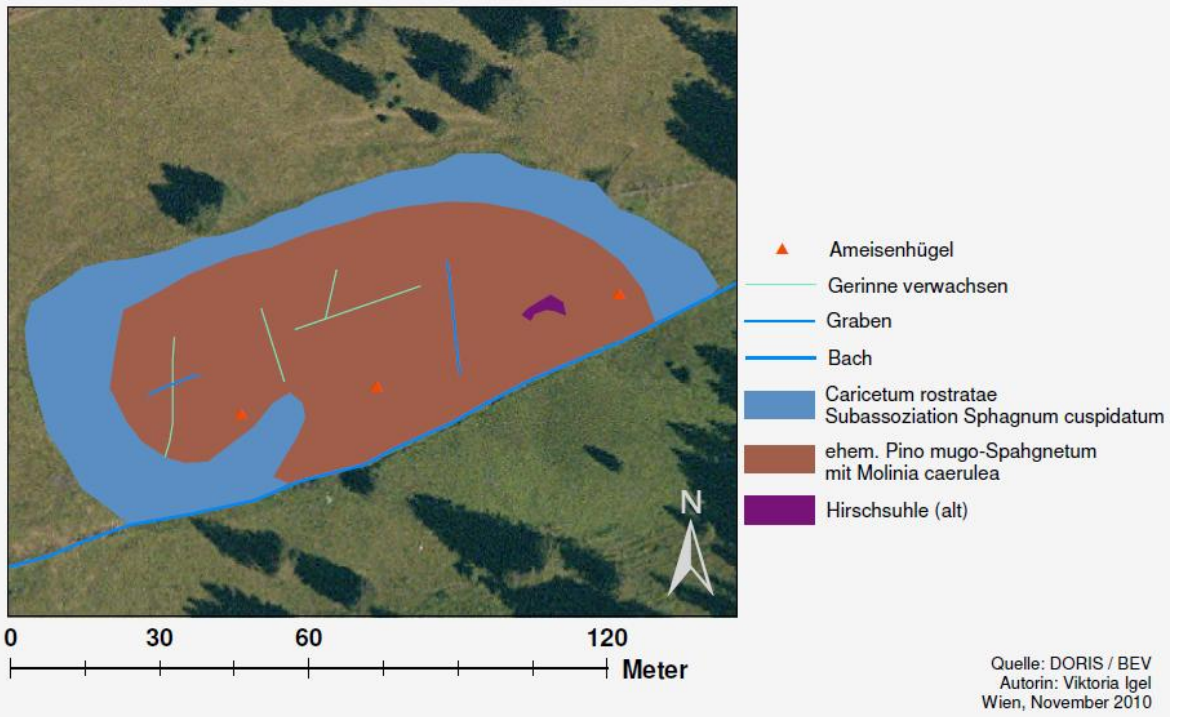 Ameisenhügel
Gerinne verwachsen
Graben
Bach
Caricetum rostratae
Subassoziation Sphagnum cuspidatum
ehem. Pino mugo-Spahgnetum
mit Molinia caerulea
Hirschsuhle (alt)
N
0 30 60 120
Meter
Quelle: DORIS / BEV
Autorin: Viktoria Igel
Wien, November 2010